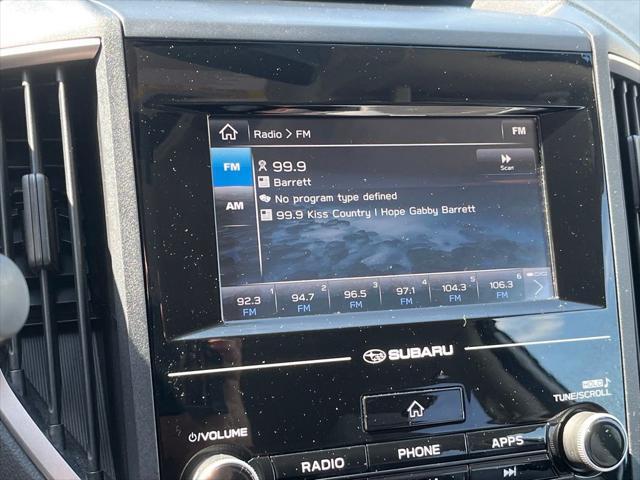 Radio > FM
FM
FM
99.9
Scan
Barrett
AM
No program type defined
99.9 Kiss Country I Hope Gabby Barrett
1 2 3 4 5 6
92.3 94.7 96.5 97.1 104.3 106.3
FM FM FM FM FM FM
SUBARU
HOLD
TUNE/SCROLL
VOLUME
RADIO PHONE APPS